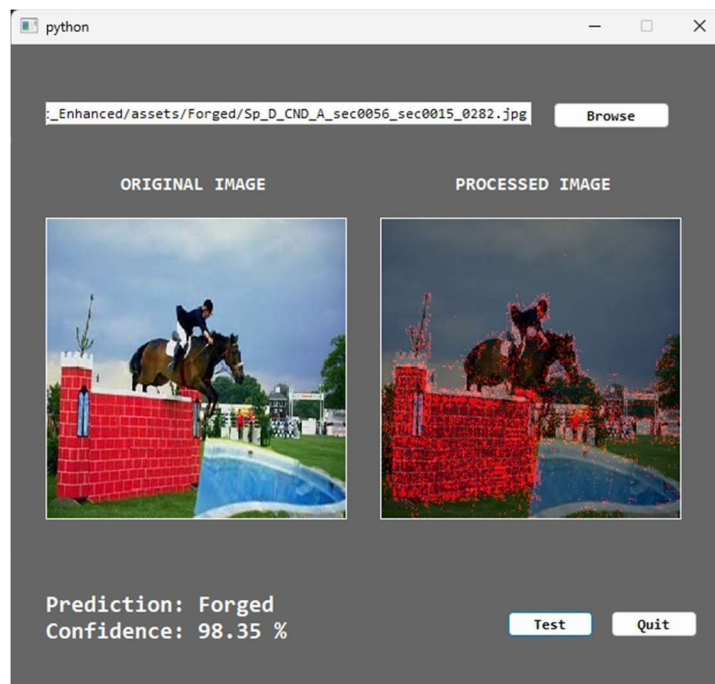 python
:_Enhanced/assets/Forged/Sp_D_CND_A_sec0056_sec0015_0282.jpg
Browse
ORIGINAL IMAGE PROCESSED IMAGE
Prediction: Forged
Confidence: 98.35 %
Test Quit